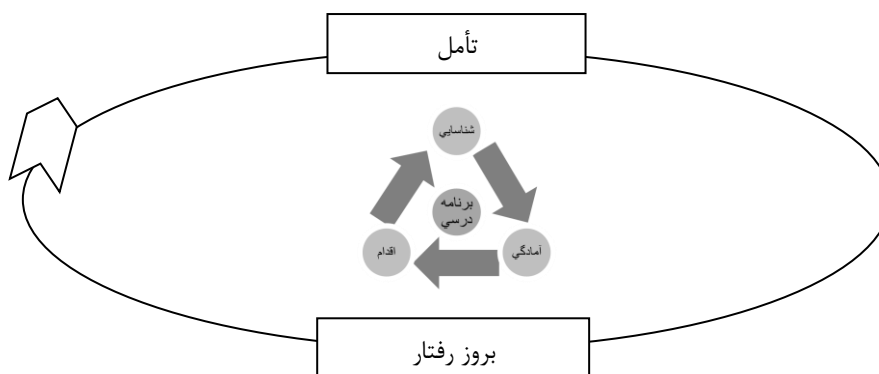 تأمل
شناسايي
برنامه
درسي
اقدام
آمادگي
بروز رفتار